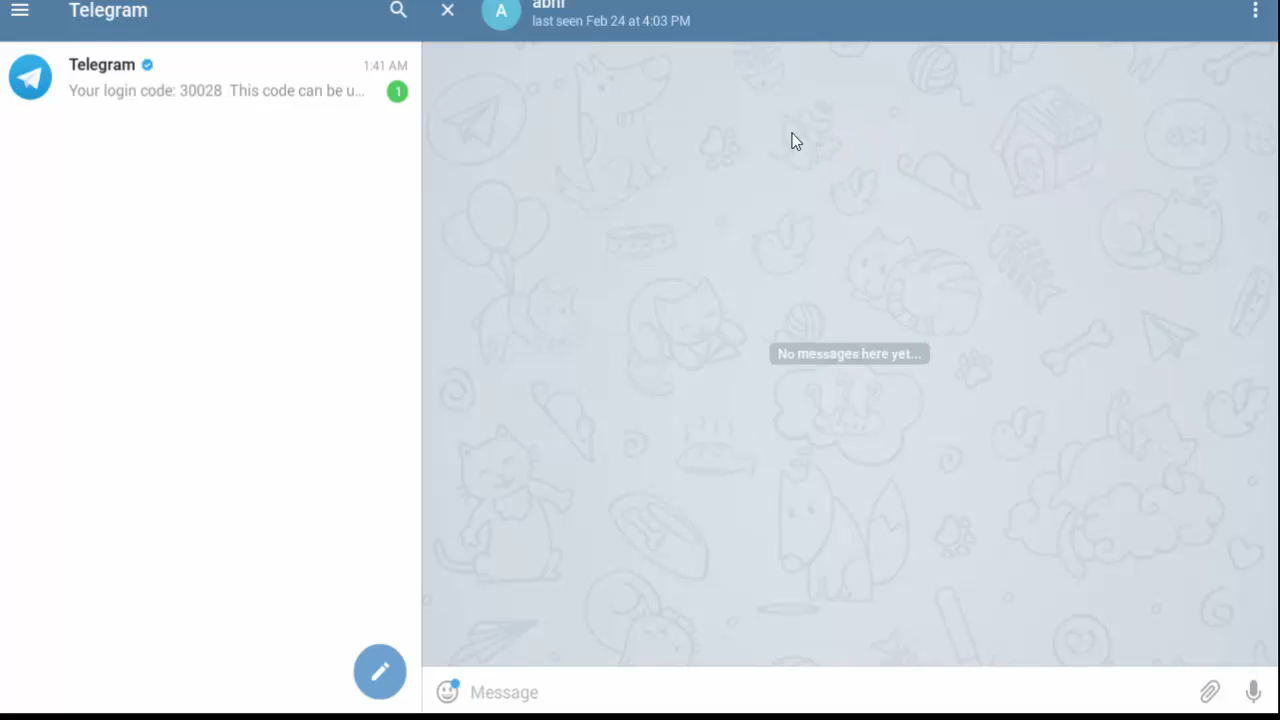 Telegram
A
abhi
last seen Feb 24 at 4:03 PM
Telegram
1:41 AM
Your login code: 30028 This code can be u...
1
No messages here yet...
Message